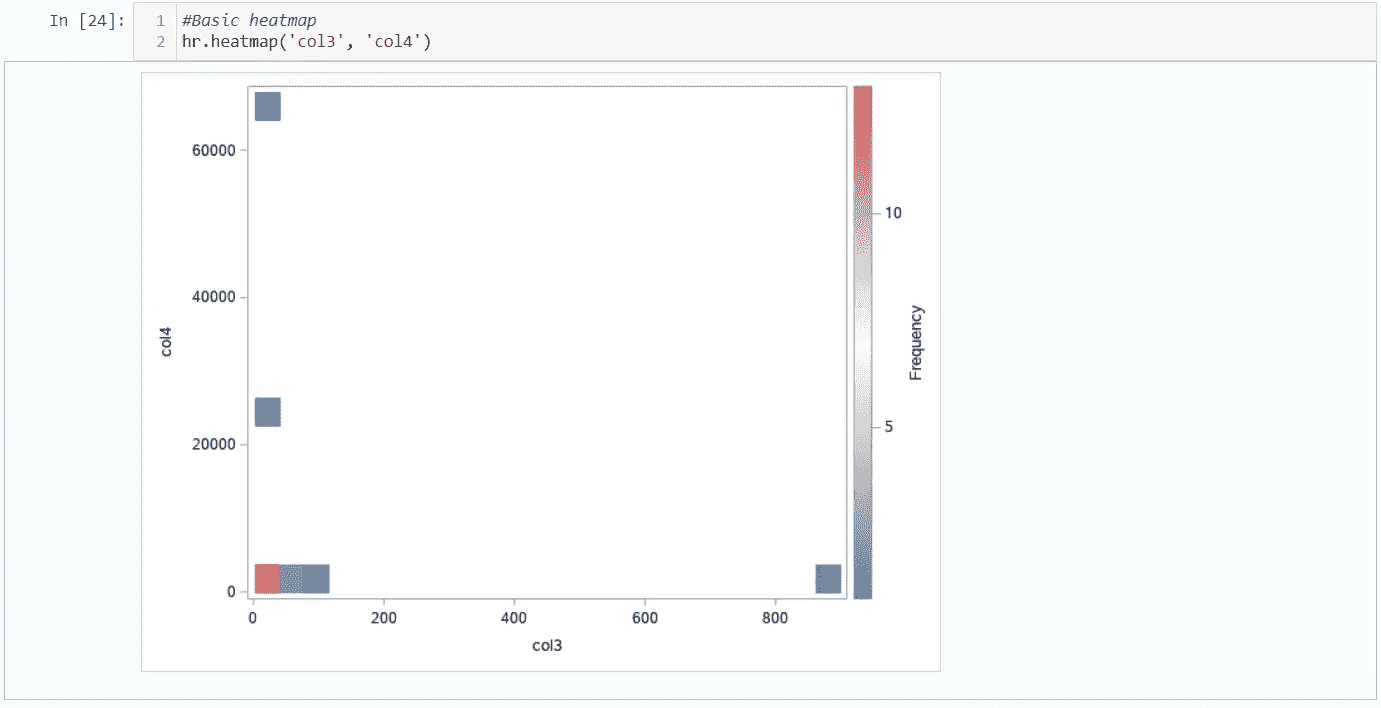 In [24]:
1 #Basic heatmap
2 hr.heatmap('col3', 'col4')
60000
40000
20000
0
col4
0 200 400 600 800
col3
10
5
Frequency